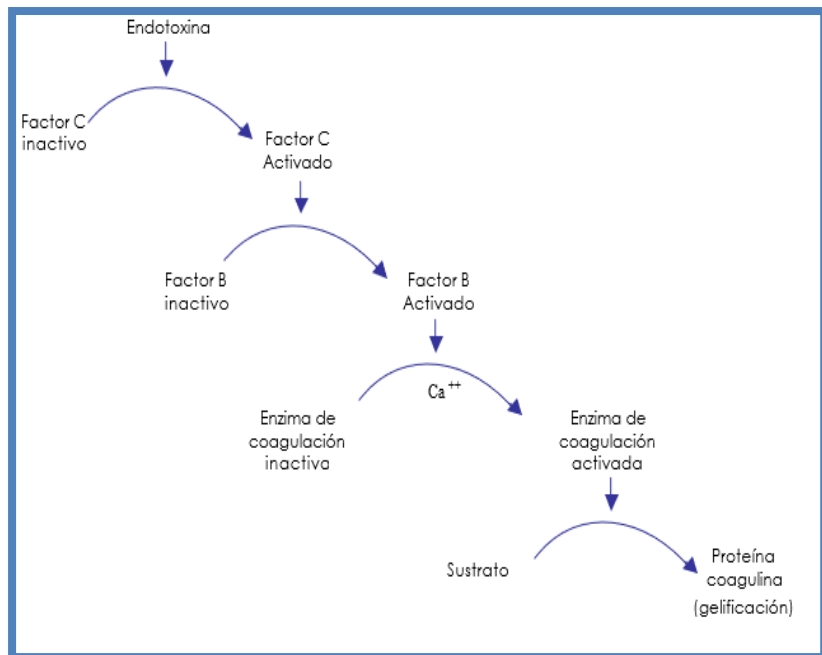 Endotoxina
Factor C
inactivo
Factor C
Activado
Factor B
inactivo
Factor B
Activado
Ca ++
Enzima de
coagulación
inactiva
Enzima de
coagulación
activada
Sustrato
Proteína
coagulina
(gelificación)